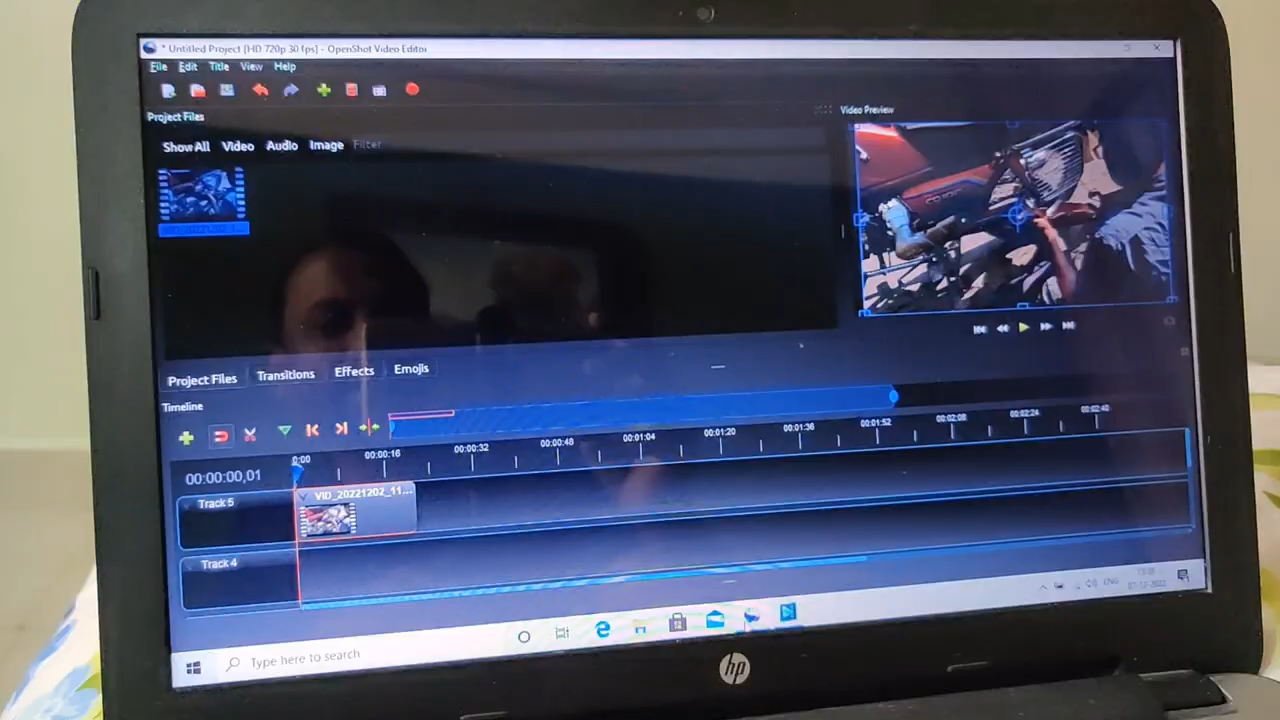 * Untitled Project [HD 720p 30 fps] - OpenShot Video Editor
File Edit Title View Help
Project Files
Video Preview
Show All Video Audio Image Filter
Project Files Transitions Effects Emojis
Timeline
0:00 00:00:16 00:00:32 00:00:48 00:01:04 00:01:20 00:01:36 00:01:52 00:02:08 00:02:24 00:02:40
00:00:00,01
Track 5
VID_20221202_11...
Track 4
ENG
Type here to search
hp